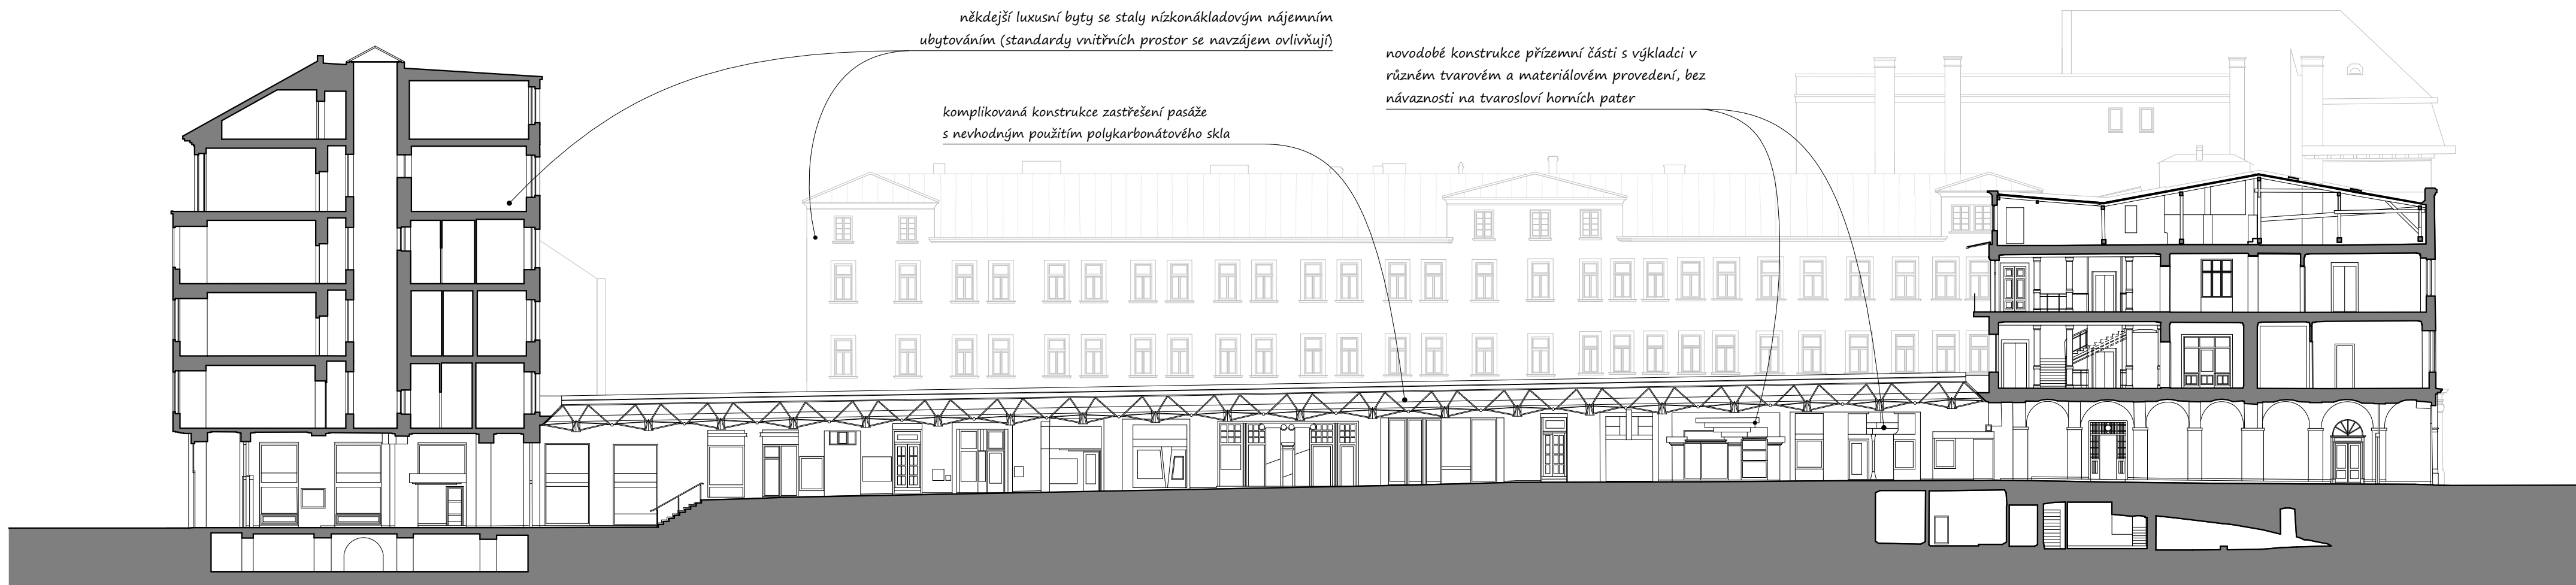 někdejší luxusní byty se staly nízkonákladovým nájemním
ubytováním (standardy vnitřních prostor se navzájem ovlivňují)
komplikovaná konstrukce zastřešení pasáže
s nevhodným použitím polykarbonátového skla
novodobé konstrukce přízemní části s výkladci v
různém tvarovém a materiálovém provedení, bez
návaznosti na tvarosloví horních pater